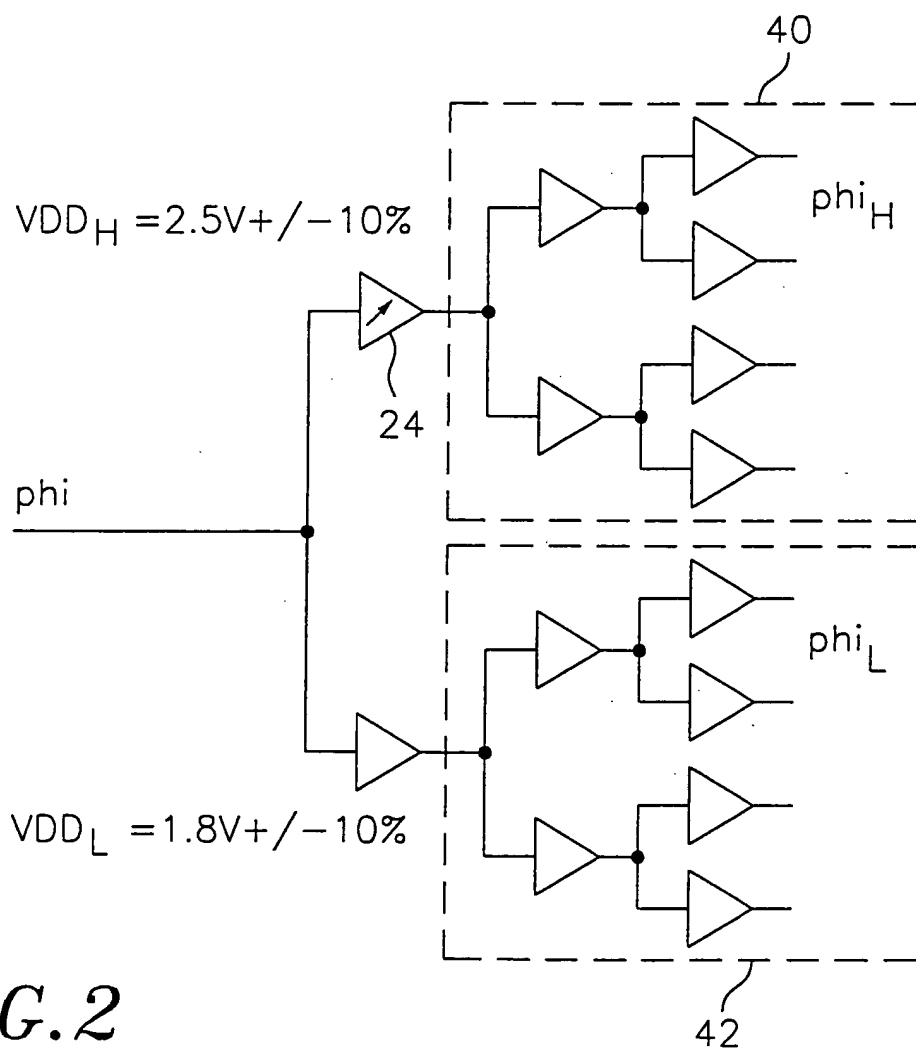 40
VDD_H =2.5V+/-10%
phi_H
24
phi
phi_L
VDD_L =1.8V+/-10%
G.2
42